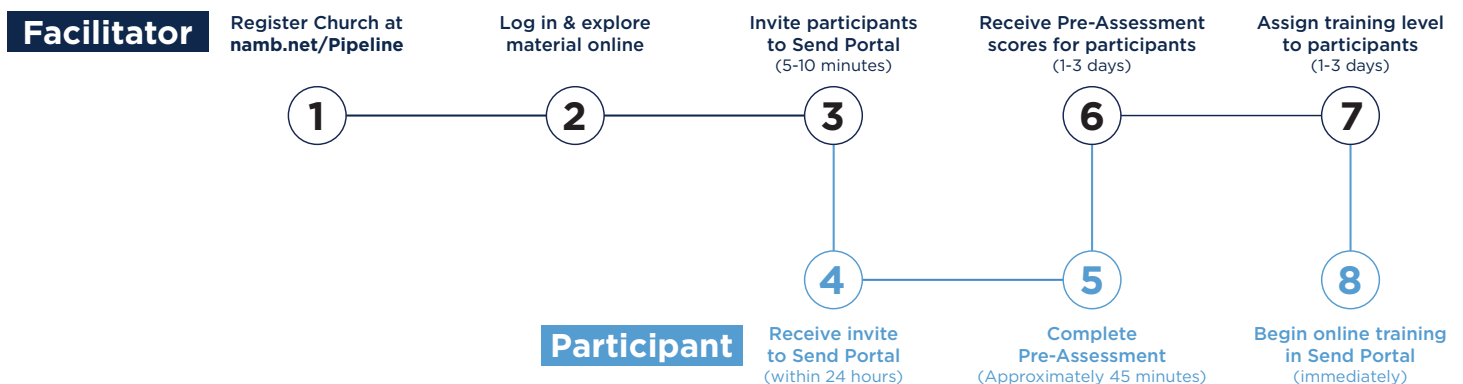 Facilitator
Register Church at
namb.net/Pipeline
Log in & explore
material online
Invite participants
to Send Portal
(5-10 minutes)
Receive Pre-Assessment
scores for participants
(1-3 days)
Assign training level
to participants
(1-3 days)
1
2
3
6
7
4
5
8
Participant
Receive invite
to Send Portal
(within 24 hours)
Complete
Pre-Assessment
(Approximately 45 minutes)
Begin online training
in Send Portal
(immediately)